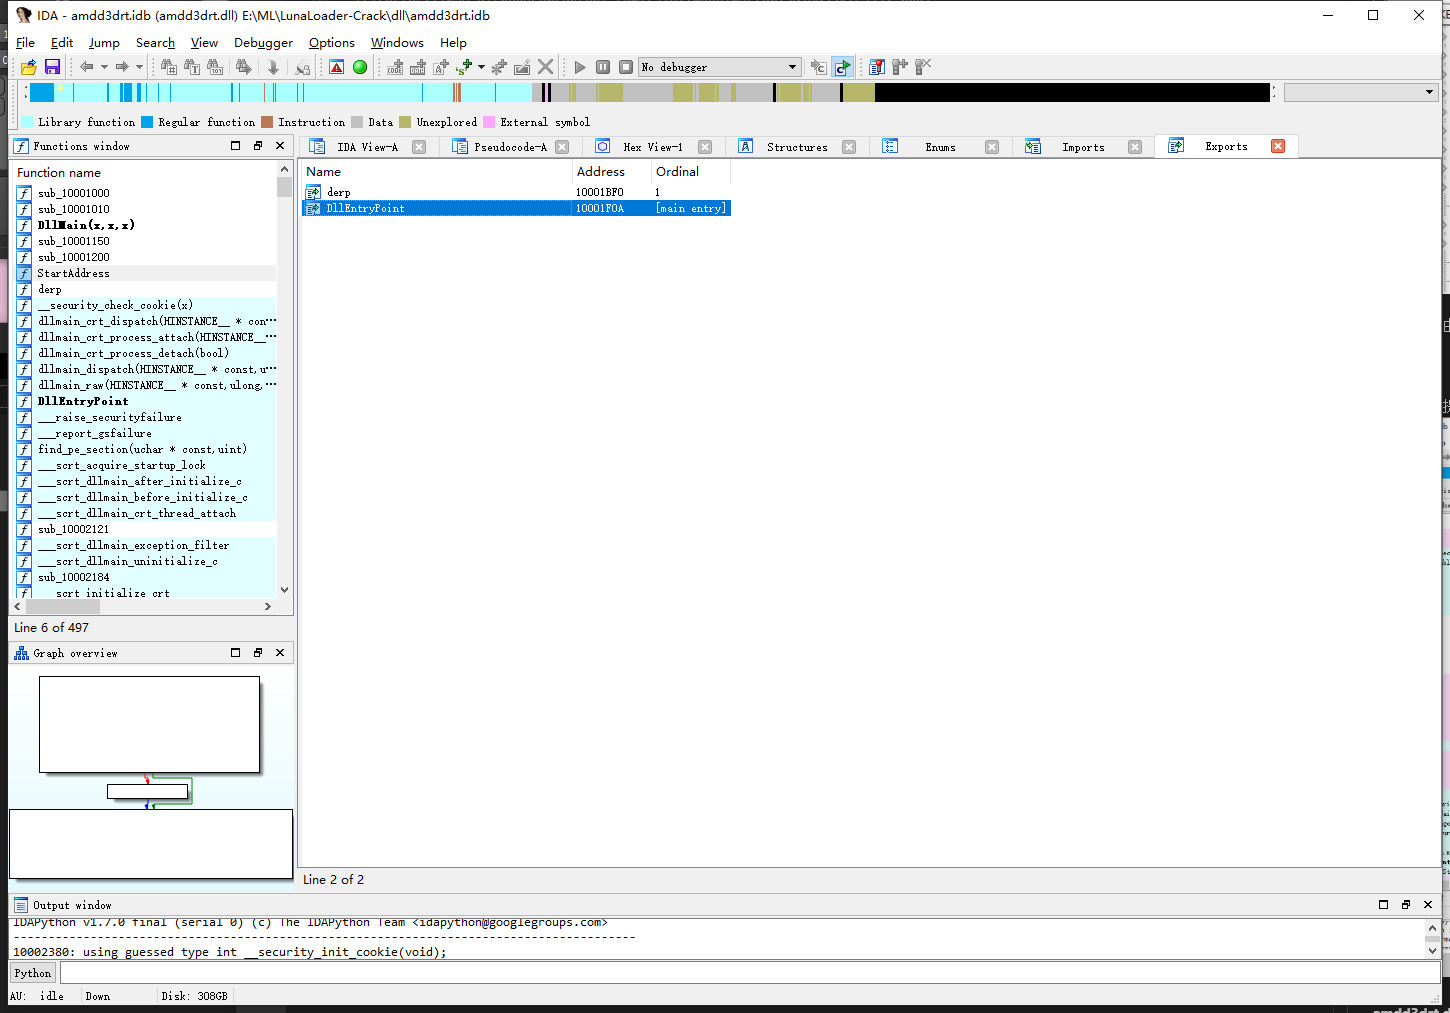 IDA - amdd3drt.idb (amdd3drt.dll) E:\ML\LunaLoader-Crack\dll\amdd3drt.idb
File Edit Jump Search View Debugger Options Windows Help
No debugger
Library function Regular function Instruction Data Unexplored External symbol
Functions window
IDA View-A Pseudocode-A Hex View-1 Structures Enums Imports Exports
Function name
sub_10001000
sub_10001010
DllMain(x,x,x)
sub_10001150
sub_10001200
StartAddress
derp
__security_check_cookie(x)
dllmain_crt_dispatch(HINSTANCE__ * con…
dllmain_crt_process_attach(HINSTANCE__…
dllmain_crt_process_detach(bool)
dllmain_dispatch(HINSTANCE__ * const,u…
dllmain_raw(HINSTANCE__ * const,ulong,…
DllEntryPoint
___raise_securityfailure
___report_gsfailure
find_pe_section(uchar * const,uint)
___scrt_acquire_startup_lock
___scrt_dllmain_after_initialize_c
___scrt_dllmain_before_initialize_c
___scrt_dllmain_crt_thread_attach
sub_10002121
___scrt_dllmain_exception_filter
___scrt_dllmain_uninitialize_c
sub_10002184
scrt initialize crt
Line 6 of 497
Name Address Ordinal
derp 10001BF0 1
DllEntryPoint 10001F0A [main entry]
Line 2 of 2
Graph overview
Output window
IDAPython v1.7.0 final (serial 0) (c) The IDAPython Team <idapython@googlegroups.com>
10002380: using guessed type int __security_init_cookie(void);
Python
AU: idle Down Disk: 308GB